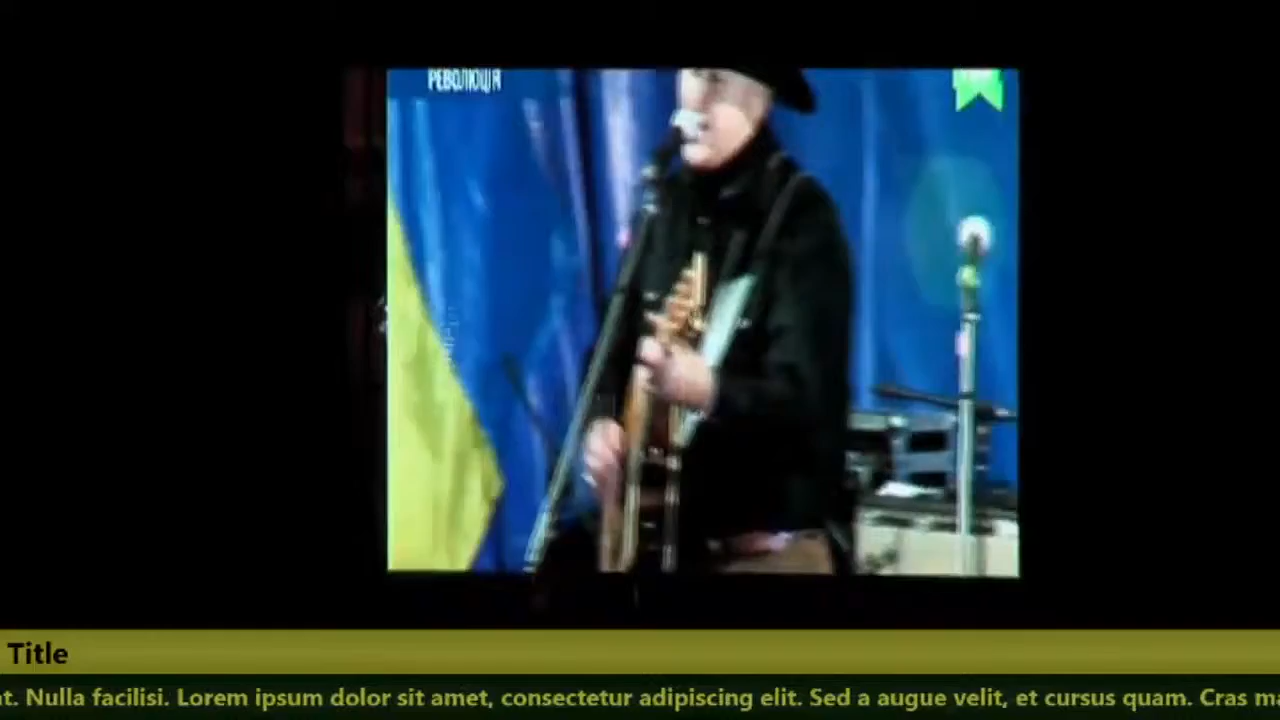 РЕВОЛЮЦІЯ
Title
at. Nulla facilisi. Lorem ipsum dolor sit amet, consectetur adipiscing elit. Sed a augue velit, et cursus quam. Cras ma